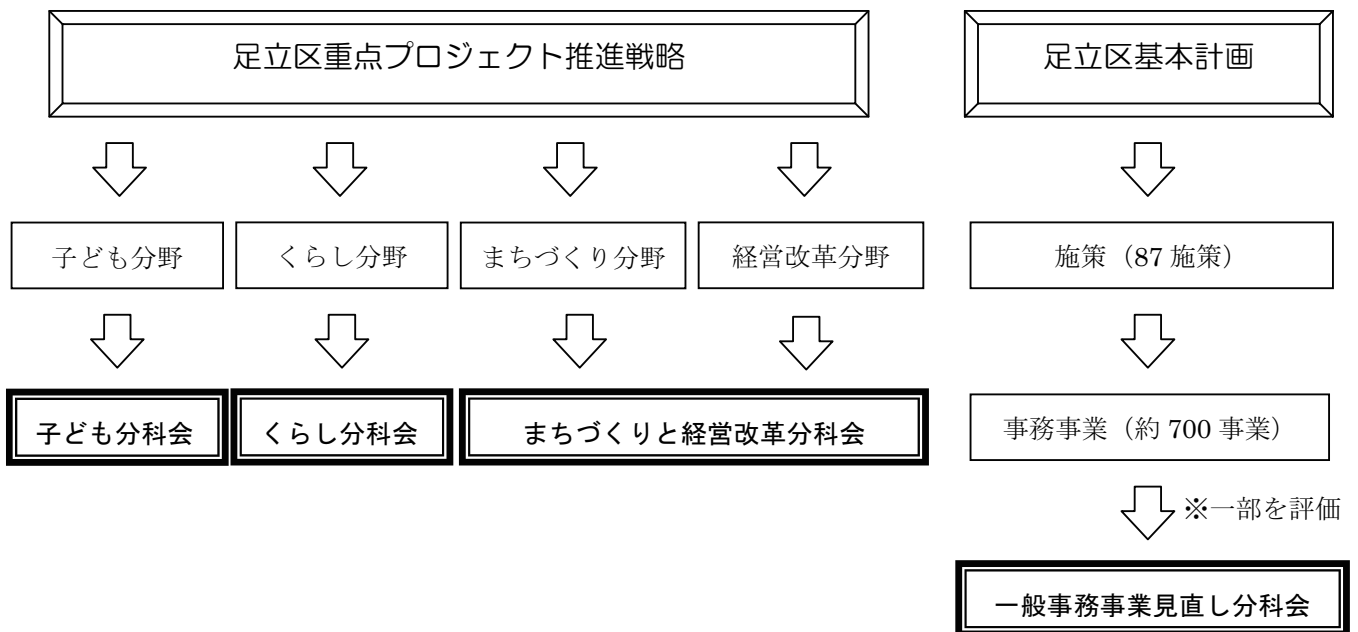 足立区重点プロジェクト推進戦略
足立区基本計画
子ども分野
くらし分野
まちづくり分野
経営改革分野
施策（87 施策）
子ども分科会
くらし分科会
まちづくりと経営改革分科会
事務事業（約 700 事業）
※一部を評価
一般事務事業見直し分科会